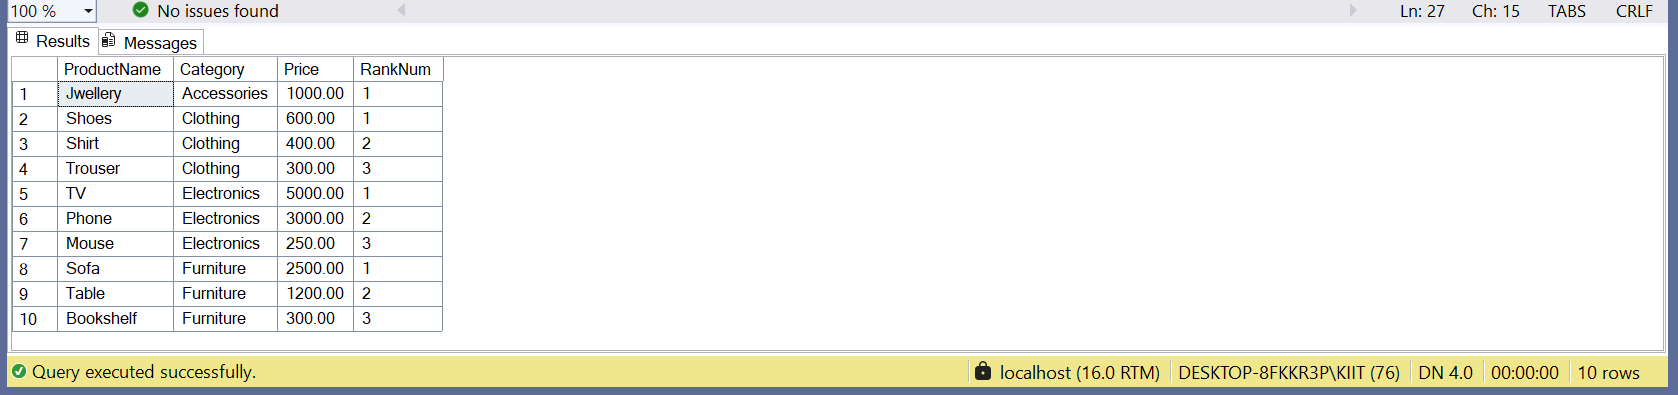 100 % No issues found Ln: 27 Ch: 15 TABS CRLF
Results Messages
ProductName Category Price RankNum
1 Jwellery Accessories 1000.00 1
2 Shoes Clothing 600.00 1
3 Shirt Clothing 400.00 2
4 Trouser Clothing 300.00 3
5 TV Electronics 5000.00 1
6 Phone Electronics 3000.00 2
7 Mouse Electronics 250.00 3
8 Sofa Furniture 2500.00 1
9 Table Furniture 1200.00 2
10 Bookshelf Furniture 300.00 3
Query executed successfully. localhost (16.0 RTM) DESKTOP-8FKKR3P\KIIT (76) DN 4.0 00:00:00 10 rows